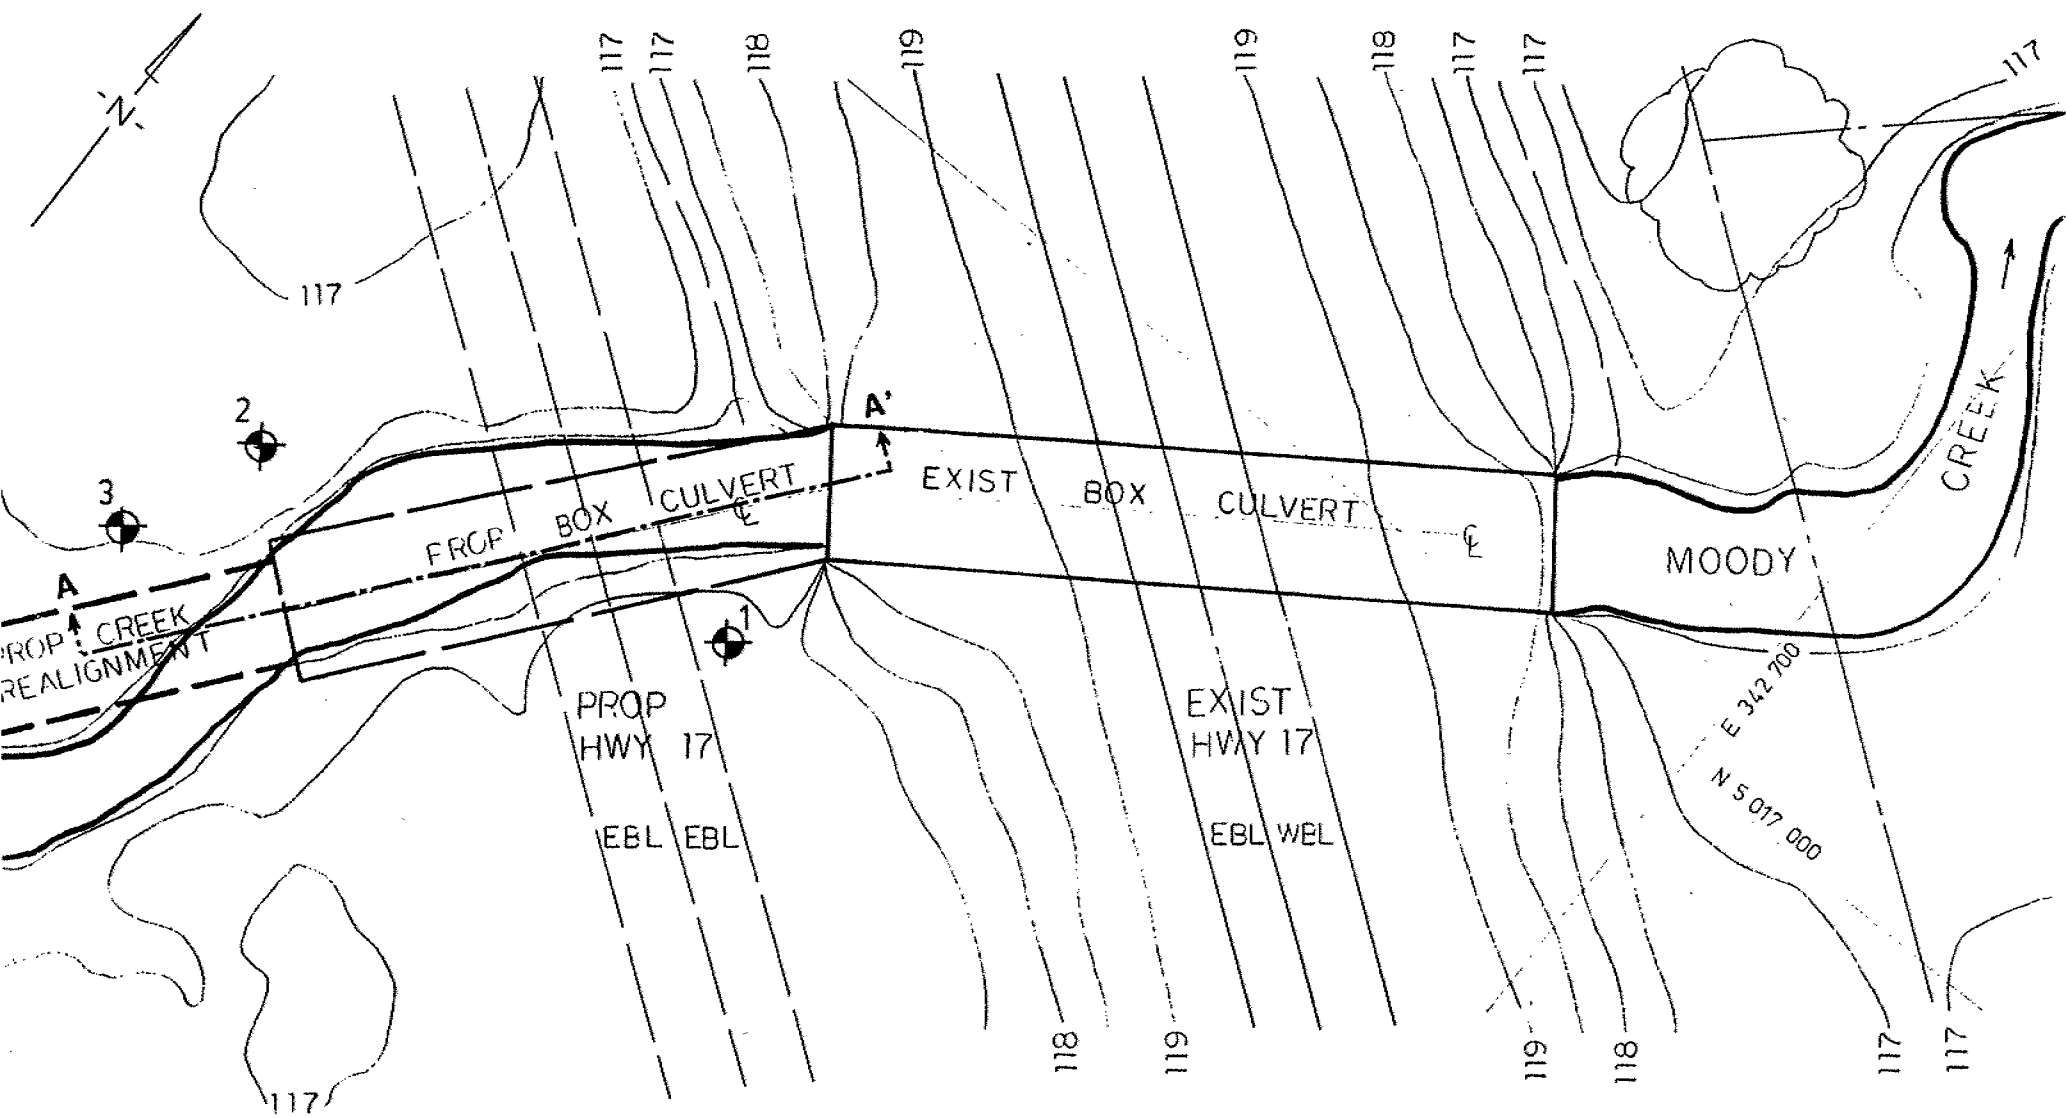 117 117 118 119 119 118 117 117 117
N
117
2
3
A
A'
1
PROP BOX CULVERT
℄
EXIST BOX CULVERT
℄
PROP CREEK
REALIGNMENT
MOODY CREEK
PROP
HWY 17
EBL EBL
EXIST
HWY 17
EBL WBL
E 342 700
N 5 017 000
117
118 119 119 118 117 117